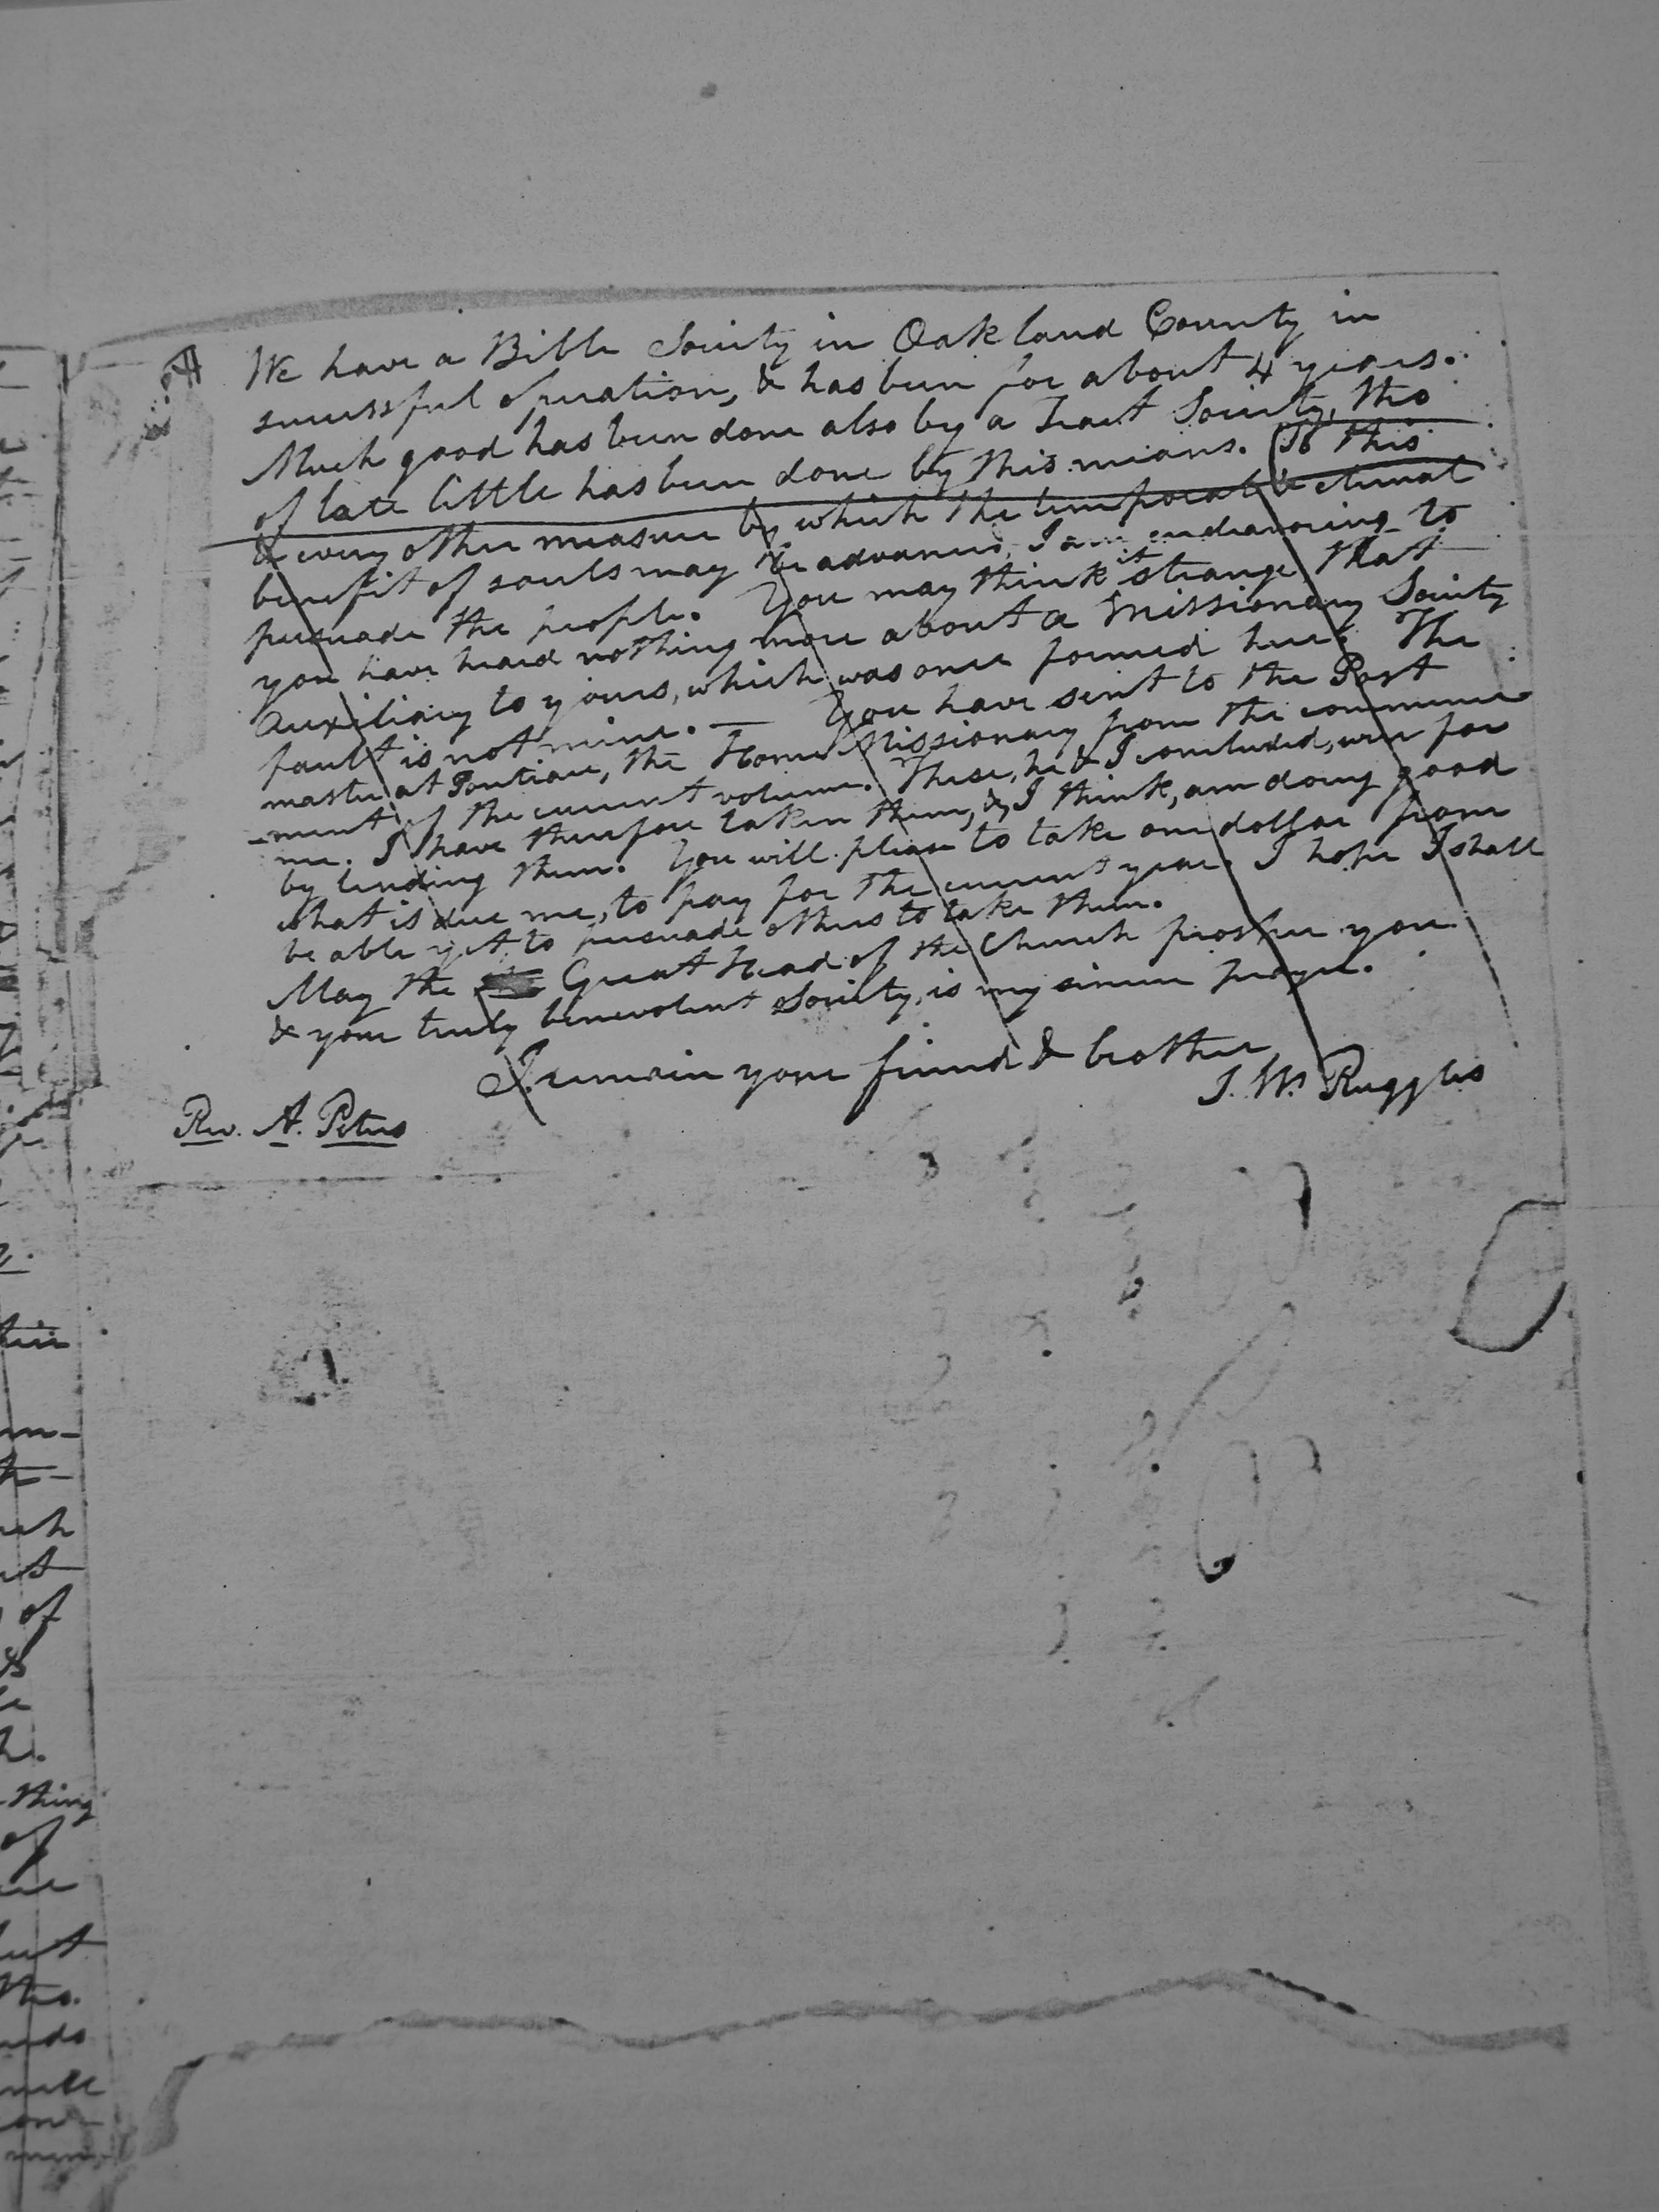 We have a Bible Society in Oakland County in
successful operation, & has been for about 4 years.
Much good has been done also by a Tract Society, tho
of late little has been done by this means. To this
& every other measure by which the temporal & eternal
benefit of souls may be advanced, I am endeavoring to
persuade the people. You may think it strange that
you have heard nothing more about a Missionary Society
Auxiliary to yours, which was once formed here. The
fault is not mine. — You have sent to the Post
master at Pontiac, the Home Missionary from the commence
-ment of the current volume. These, he & I concluded, were for
me. I have therefore taken them, & I think, am doing good
by lending them. You will please to take one dollar from
what is due me, to pay for the current year. I hope I shall
be able yet to persuade others to take them.
May the Great Head of the Church prosper you
& your truly benevolent Society, is my sincere prayer.
I remain your friend & brother
I. W. Ruggles
Rev. A. Peters
thing
of